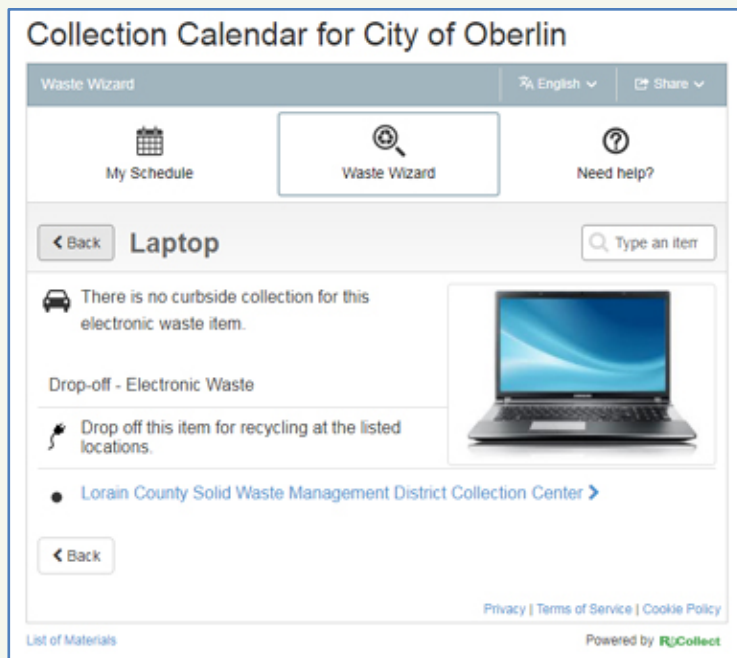 Collection Calendar for City of Oberlin
Waste Wizard
English
Share
My Schedule
Waste Wizard
Need help?
Back
Laptop
Type an item
There is no curbside collection for this
electronic waste item.
Drop-off - Electronic Waste
Drop off this item for recycling at the listed
locations.
Lorain County Solid Waste Management District Collection Center
Back
Privacy | Terms of Service | Cookie Policy
List of Materials
Powered by ReCollect